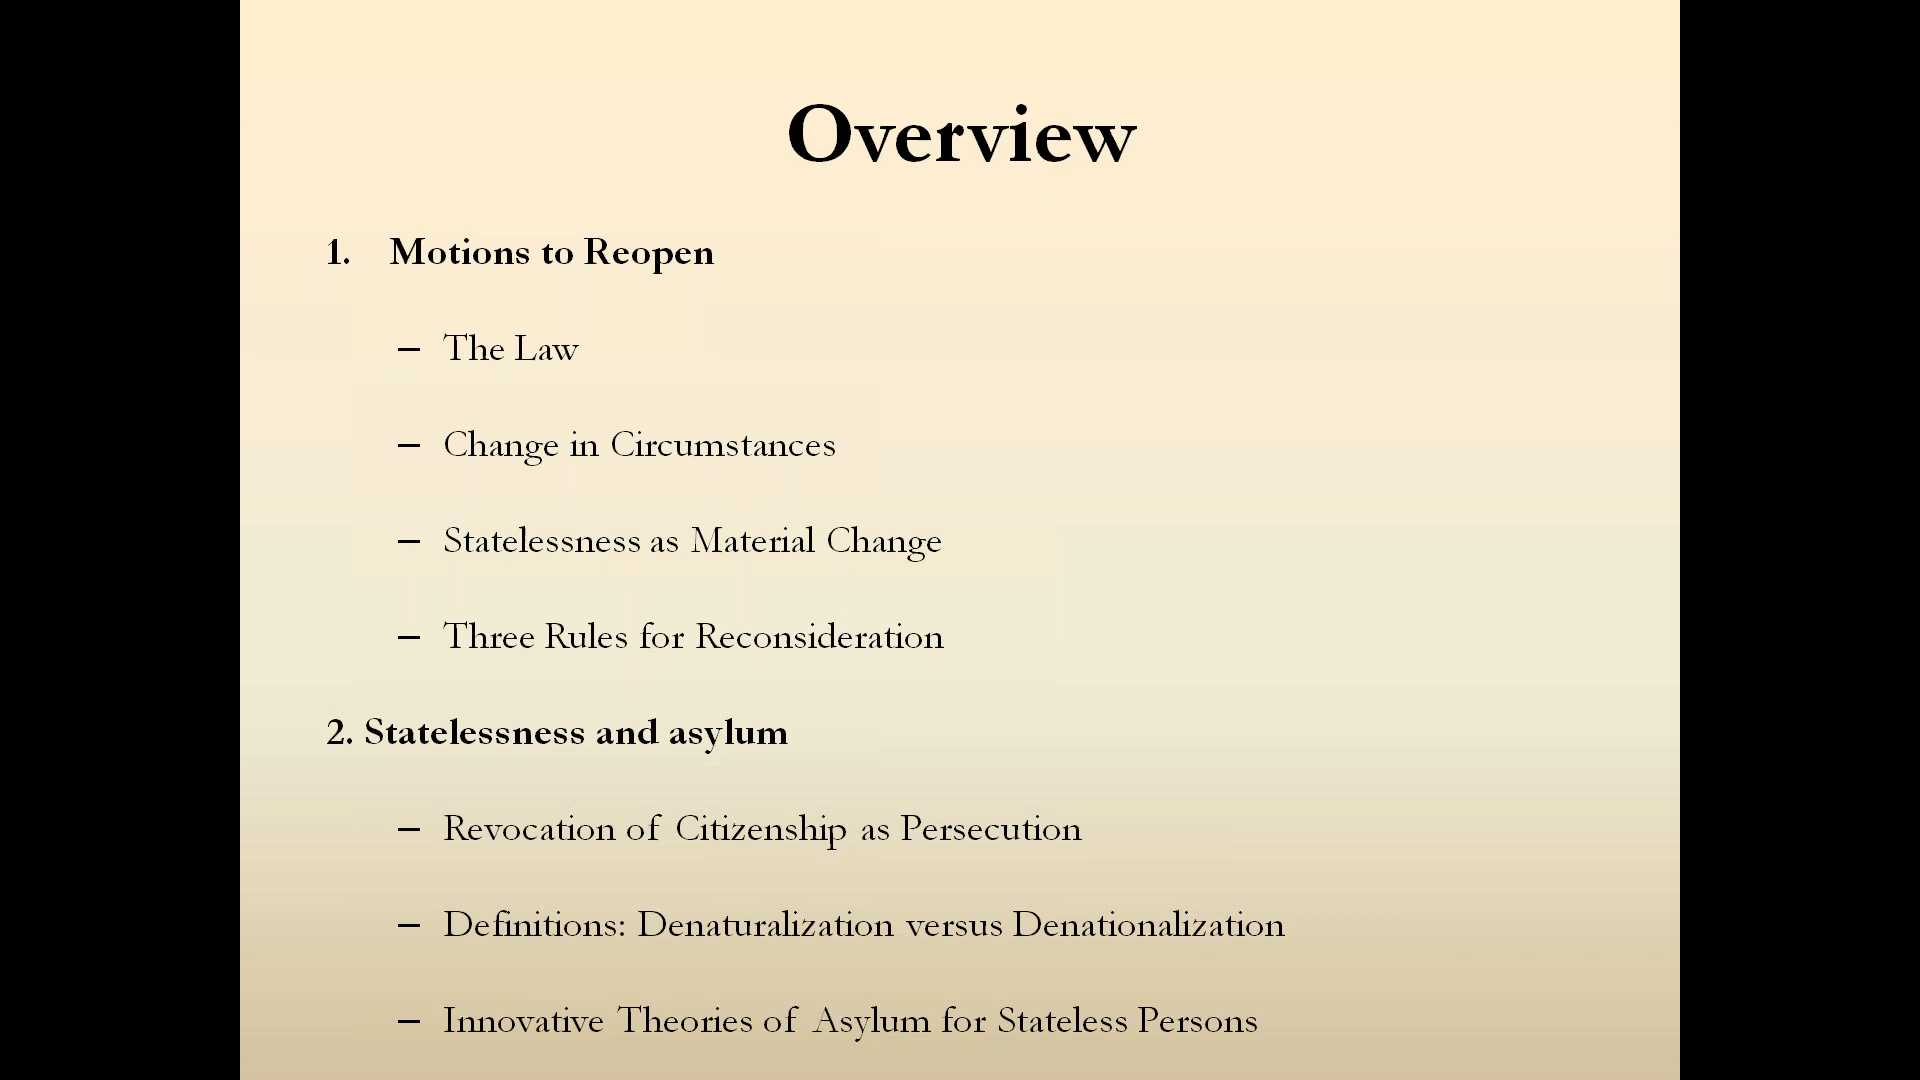 Overview
1. Motions to Reopen
– The Law
– Change in Circumstances
– Statelessness as Material Change
– Three Rules for Reconsideration
2. Statelessness and asylum
– Revocation of Citizenship as Persecution
– Definitions: Denaturalization versus Denationalization
– Innovative Theories of Asylum for Stateless Persons